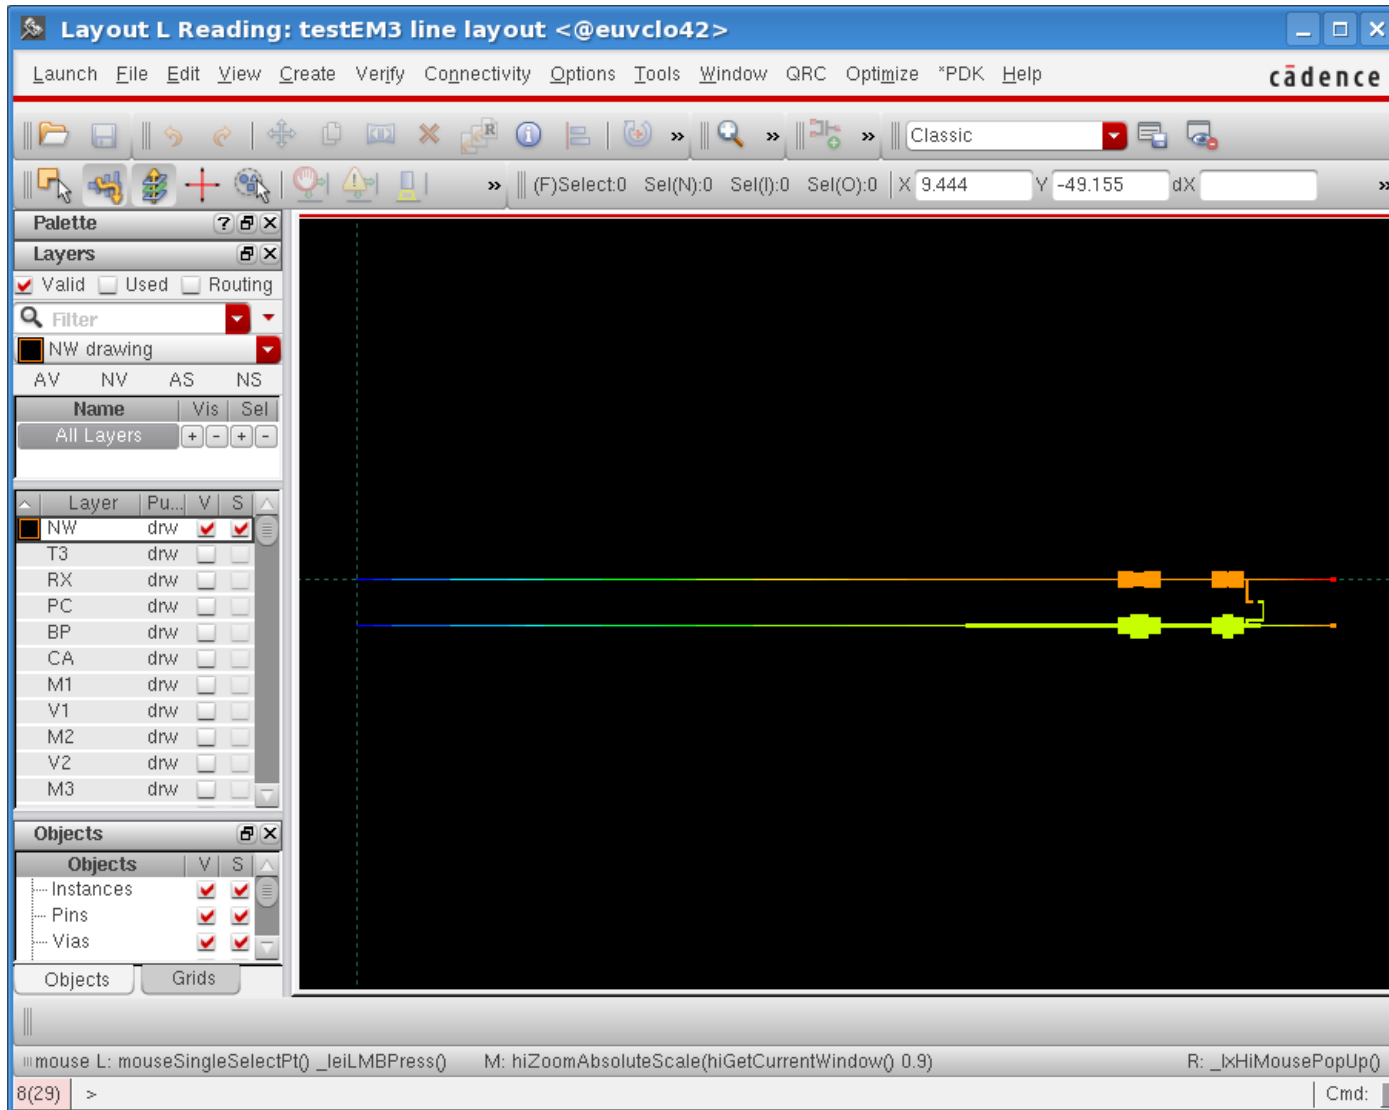 Layout L Reading: testEM3 line layout <@euvclo42>
Launch File Edit View Create Verify Connectivity Options Tools Window QRC Optimize *PDK Help cādence
R » » » Classic
» (F)Select:0 Sel(N):0 Sel(I):0 Sel(O):0 X 9.444 Y -49.155 dX »
Palette
Layers
Valid Used Routing
Filter
NW drawing
AV NV AS NS
Name Vis Sel
All Layers + - + -
Layer Pu... V S
NW drw
T3 drw
RX drw
PC drw
BP drw
CA drw
M1 drw
V1 drw
M2 drw
V2 drw
M3 drw
Objects
Objects V S
Instances
Pins
Vias
Objects Grids
mouse L: mouseSingleSelectPt() _leiLMBPress() M: hiZoomAbsoluteScale(hiGetCurrentWindow() 0.9) R: _lxHiMousePopUp()
8(29) > Cmd: